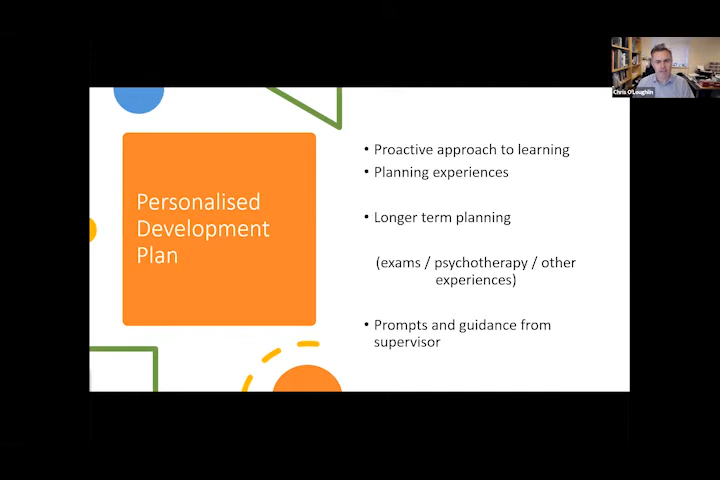 Chris O'Loughlin
Personalised
Development
Plan
• Proactive approach to learning
• Planning experiences
• Longer term planning
(exams / psychotherapy / other
experiences)
• Prompts and guidance from
supervisor